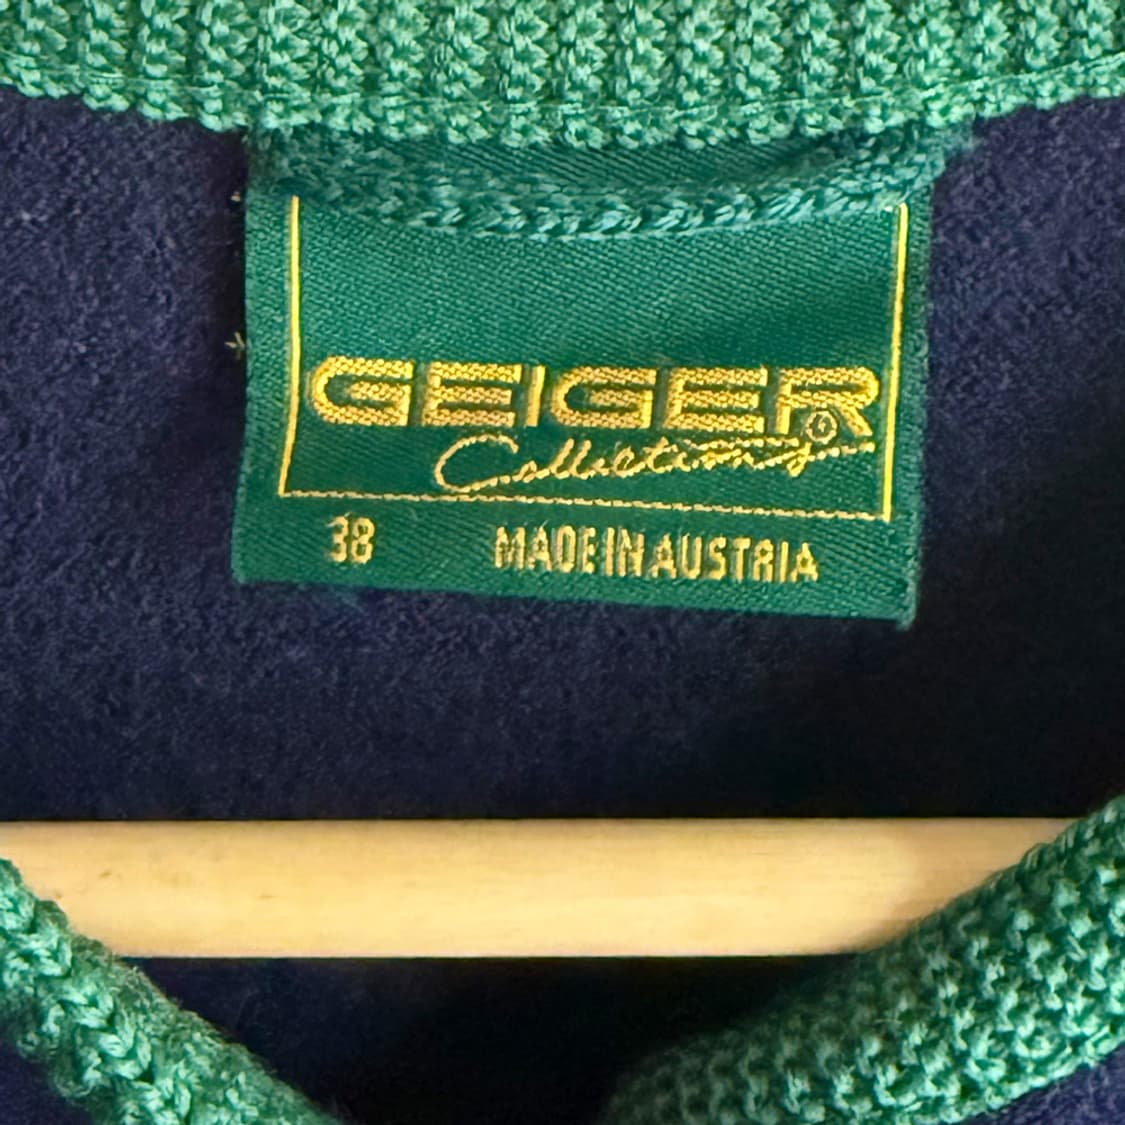 GEIGER
Collections
38 MADE IN AUSTRIA